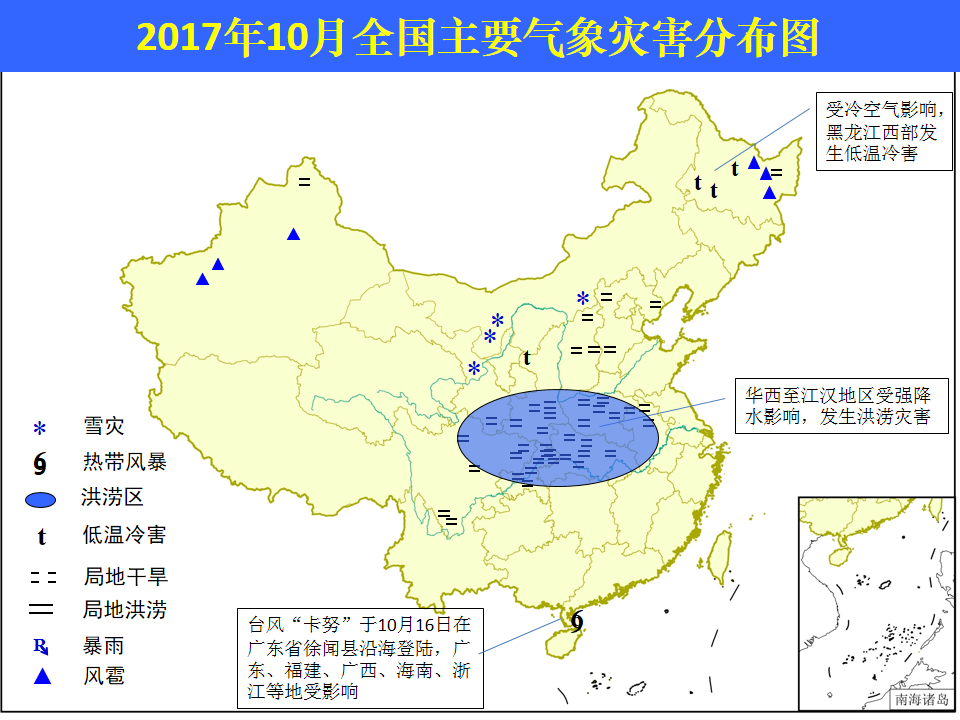 2017年10月全国主要气象灾害分布图
受冷空气影响，
黑龙江西部发
生低温冷害
华西至江汉地区受强降
水影响，发生洪涝灾害
雪灾
热带风暴
洪涝区
t 低温冷害
局地干旱
局地洪涝
R 暴雨
风雹
台风“卡努”于10月16日在
广东省徐闻县沿海登陆，广
东、福建、广西、海南、浙
江等地受影响
南海诸岛
t
t
t
t